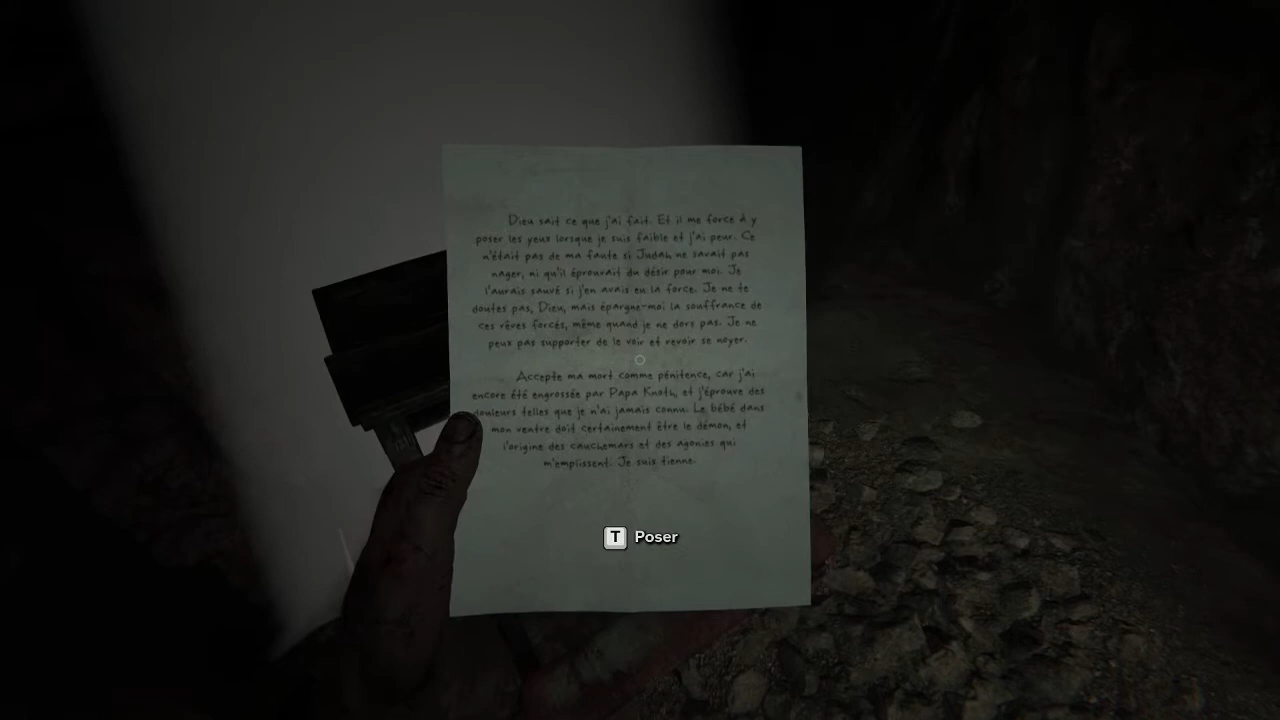 Dieu sait ce que j'ai fait. Et il me force à y
poser les yeux lorsque je suis faible et j'ai peur. Ce
n'était pas de ma faute si Judah ne savait pas
nager, ni qu'il éprouvait du désir pour moi. Je
l'aurais sauvé si j'en avais eu la force. Je ne te
doutes pas, Dieu, mais épargne-moi la souffrance de
ces rêves forcés, même quand je ne dors pas. Je ne
peux pas supporter de le voir et revoir se noyer.
Accepte ma mort comme pénitence, car j'ai
encore été engrossée par Papa Knoth, et j'éprouve des
douleurs telles que je n'ai jamais connu. Le bébé dans
mon ventre doit certainement être le démon, et
l'origine des cauchemars et des agonies qui
m'emplissent. Je suis tienne.
T Poser